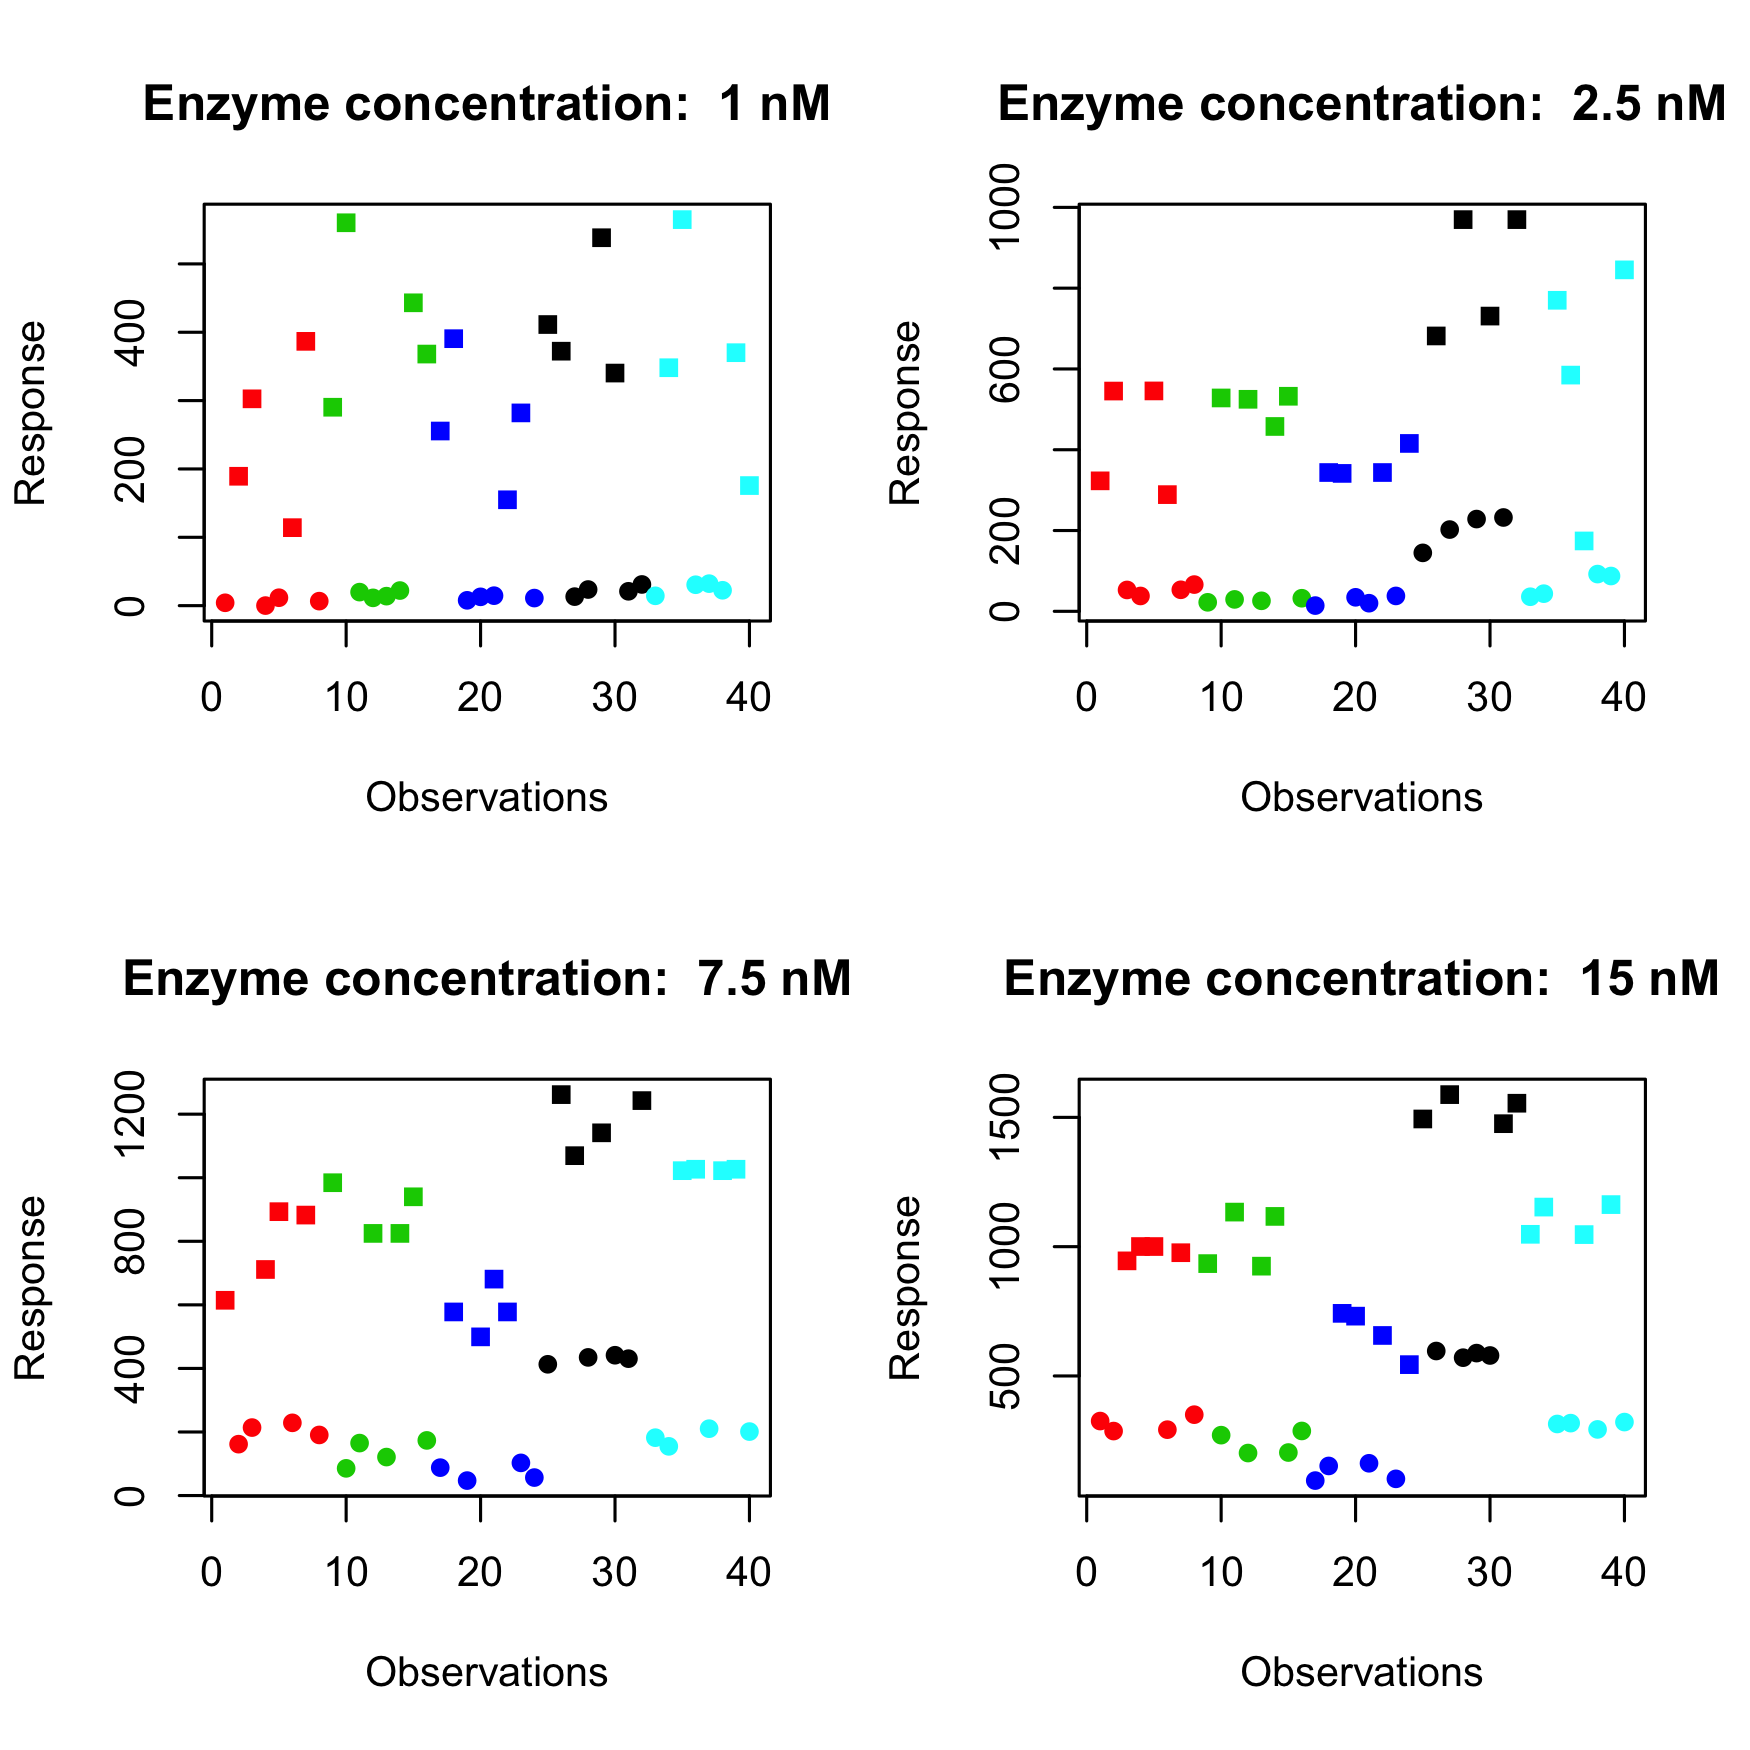 Enzyme concentration:  1 nM
Response
0 200 400
0 10 20 30 40
Observations
Enzyme concentration:  2.5 nM
Response
0 200 600 1000
0 10 20 30 40
Observations
Enzyme concentration:  7.5 nM
Response
0 400 800 1200
0 10 20 30 40
Observations
Enzyme concentration:  15 nM
Response
500 1000 1500
0 10 20 30 40
Observations